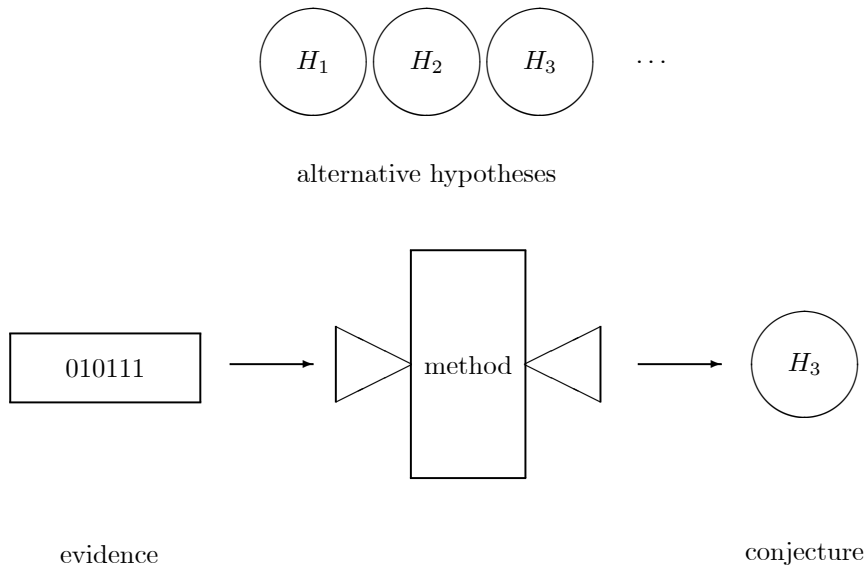 H₁ H₂ H₃ ⋯
alternative hypotheses
010111 method H₃
evidence conjecture